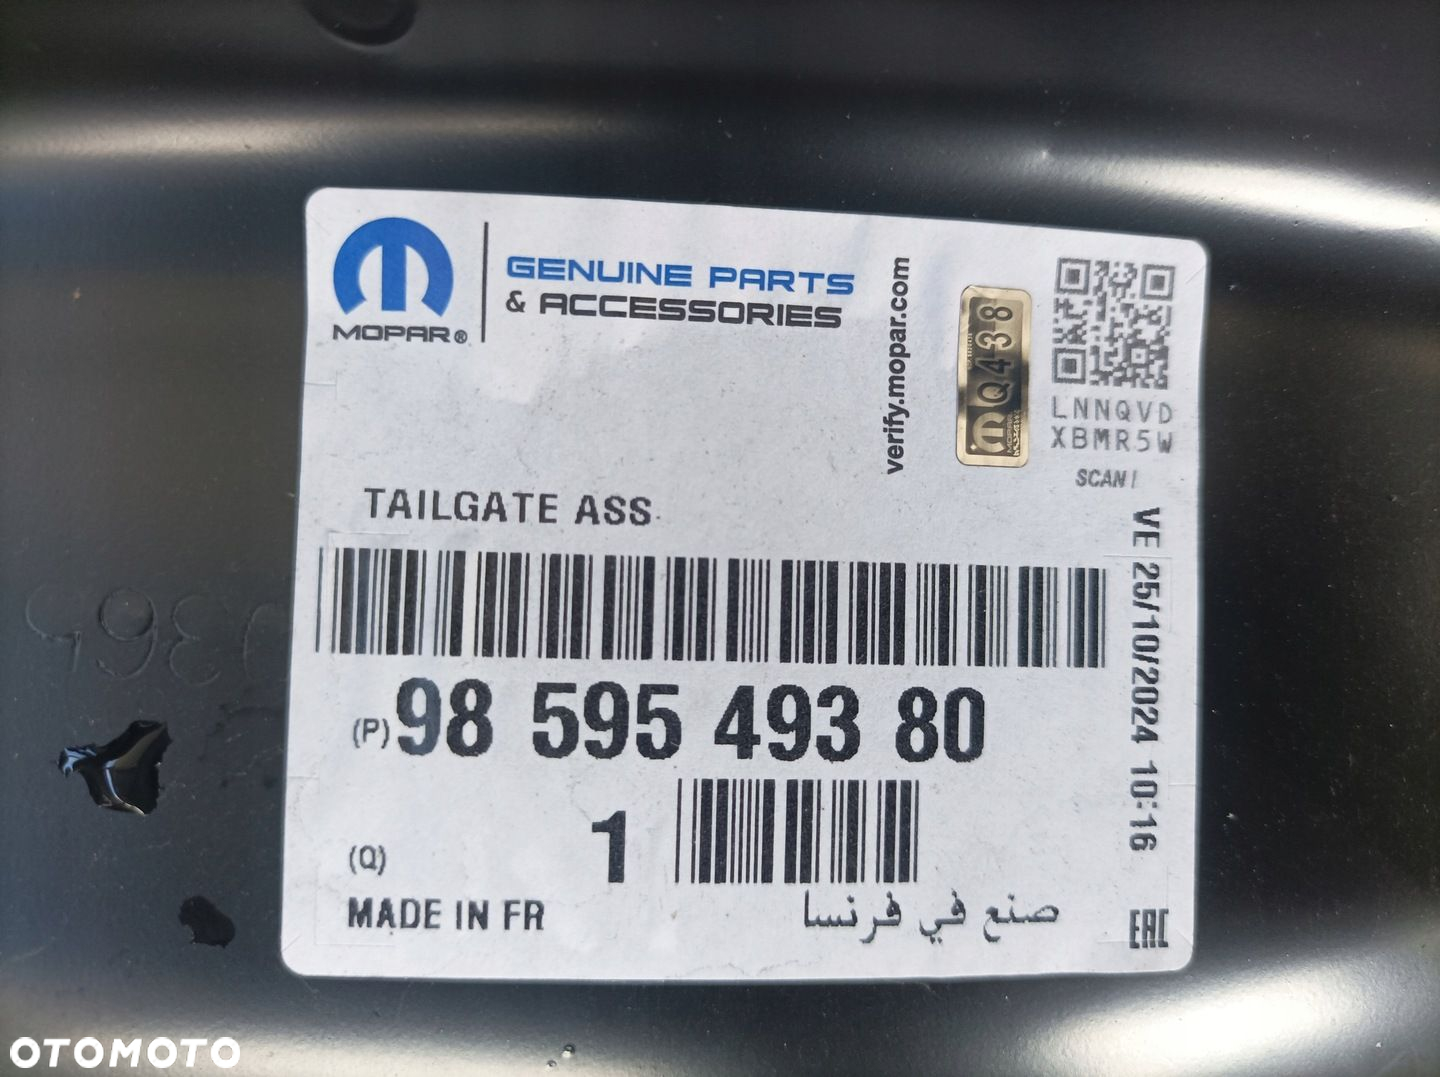 MOPAR®
GENUINE PARTS
& ACCESSORIES
verify.mopar.com
Q438
MOPAR
LNNQVD
XBMR5W
SCAN!
TAILGATE ASS
(P) 98 595 493 80
VE 25/10/2024 10:16
(Q) 1
MADE IN FR
صنع في فرنسا
EAC
OTOMOTO